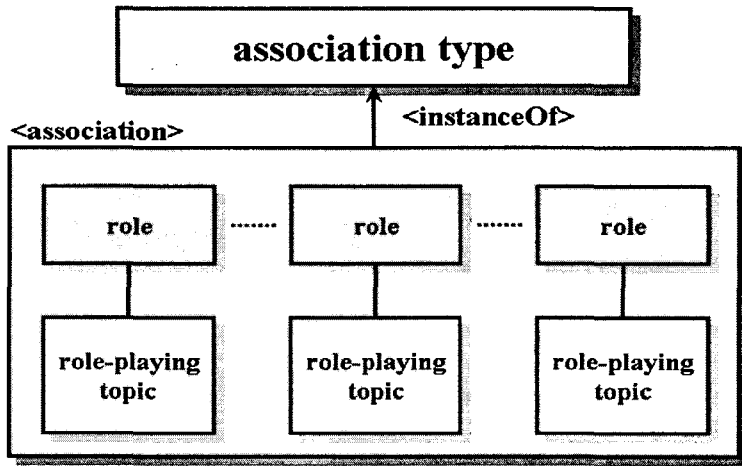 association type
<instanceOf>
<association>
role ........ role ....... role
role-playing topic
role-playing topic
role-playing topic